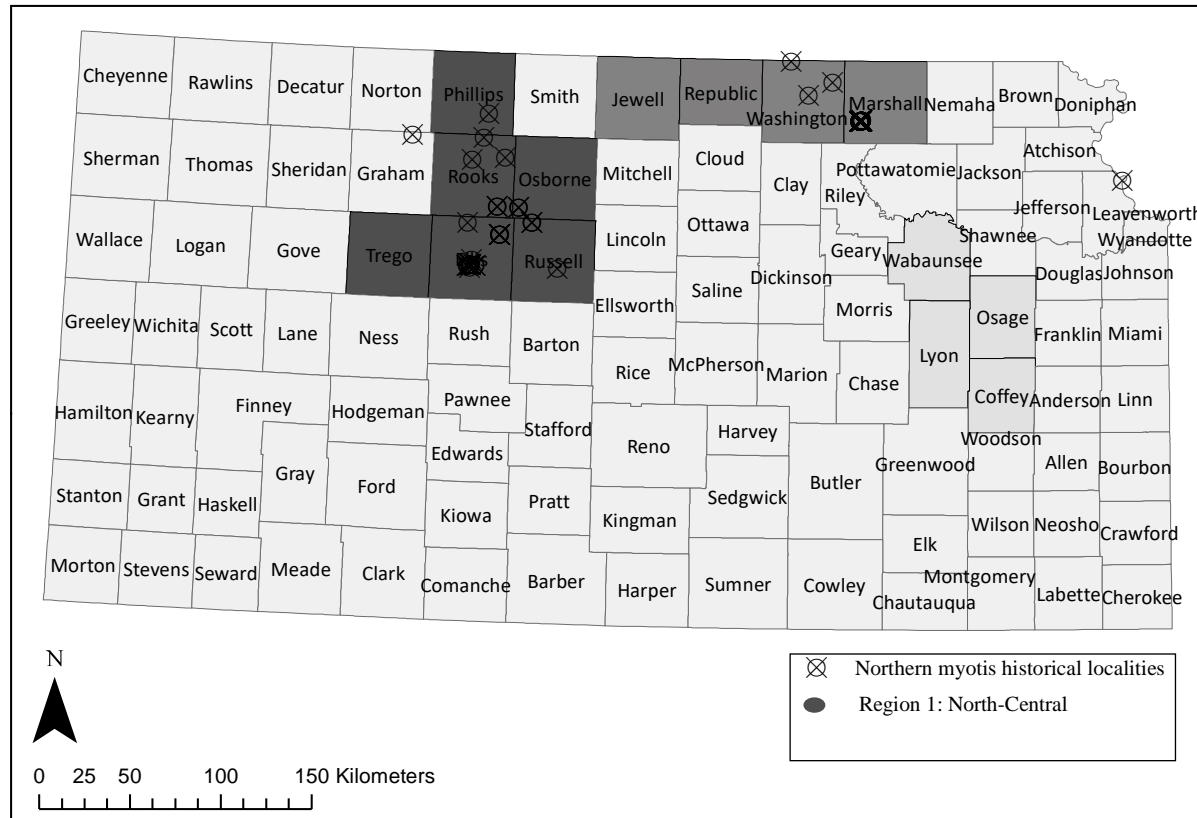 Cheyenne
Rawlins
Decatur
Norton
Phillips
Smith
Jewell
Republic
Washington
Marshall
Nemaha
Brown
Doniphan
Sherman
Thomas
Sheridan
Graham
Rooks
Osborne
Mitchell
Cloud
Clay
Riley
Pottawatomie
Jackson
Atchison
Jefferson
Leavenworth
Wyandotte
Wallace
Logan
Gove
Trego
Russell
Lincoln
Ottawa
Saline
Dickinson
Geary
Wabaunsee
Shawnee
Douglas
Johnson
Greeley
Wichita
Scott
Lane
Ness
Rush
Barton
Ellsworth
Rice
McPherson
Marion
Morris
Chase
Lyon
Osage
Franklin
Miami
Hamilton
Kearny
Finney
Hodgeman
Pawnee
Edwards
Stafford
Reno
Harvey
Sedgwick
Butler
Greenwood
Coffey
Woodson
Anderson
Linn
Allen
Bourbon
Stanton
Grant
Haskell
Gray
Ford
Kiowa
Pratt
Kingman
Elk
Wilson
Neosho
Crawford
Morton
Stevens
Seward
Meade
Clark
Comanche
Barber
Harper
Sumner
Cowley
Chautauqua
Montgomery
Labette
Cherokee
N
0 25 50 100 150 Kilometers
Northern myotis historical localities
Region 1: North-Central